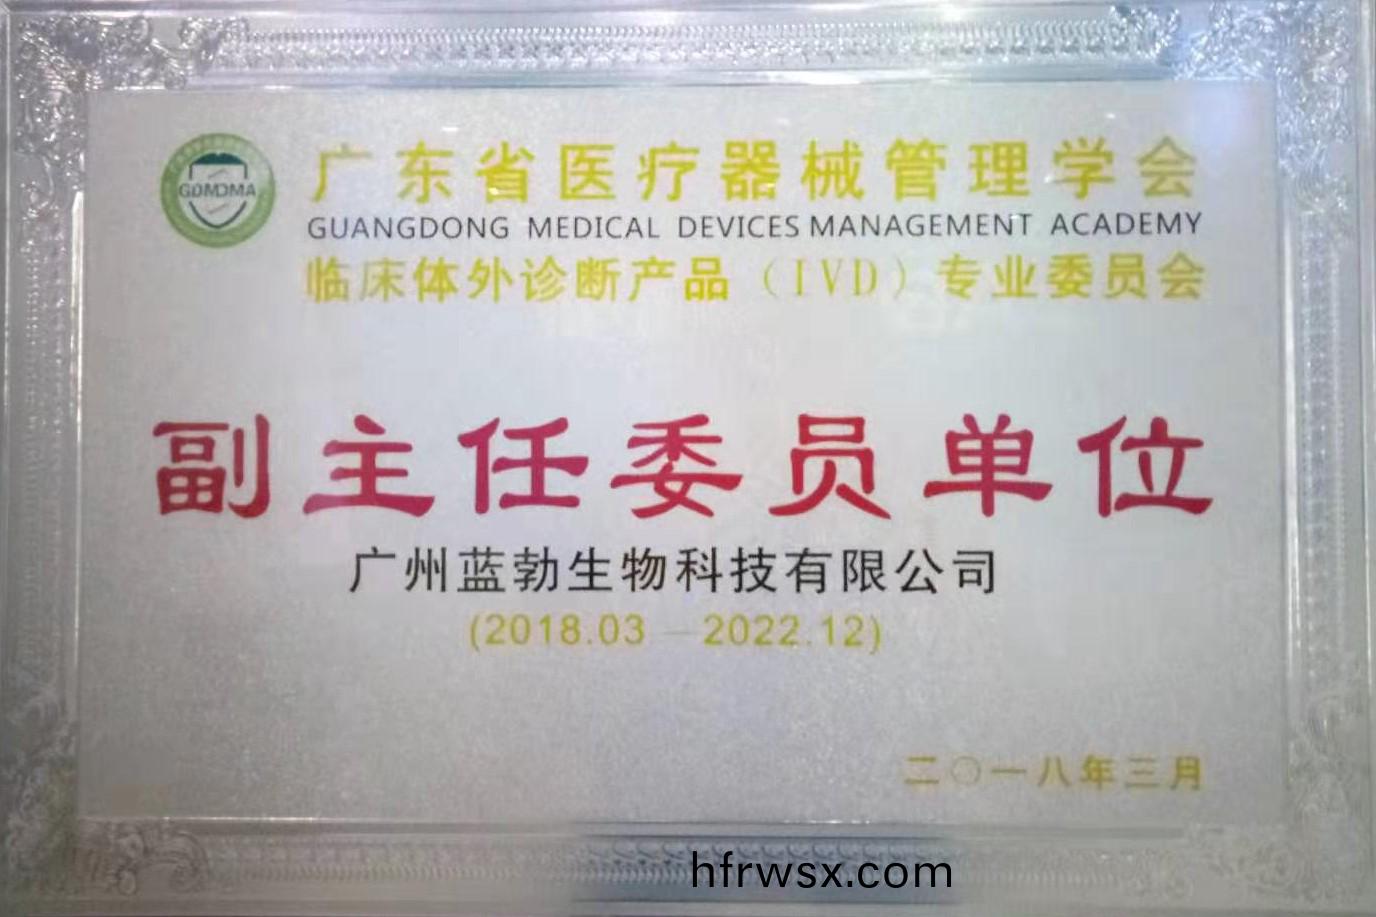 GDMDMA
广东省医疗器械管理学会
GUANGDONG MEDICAL DEVICES MANAGEMENT ACADEMY
临床体外诊断产品（IVD）专业委员会
副主任委员单位
广州蓝勃生物科技有限公司
(2018.03 — 2022.12)
二〇一八年三月
hfrwsx.com